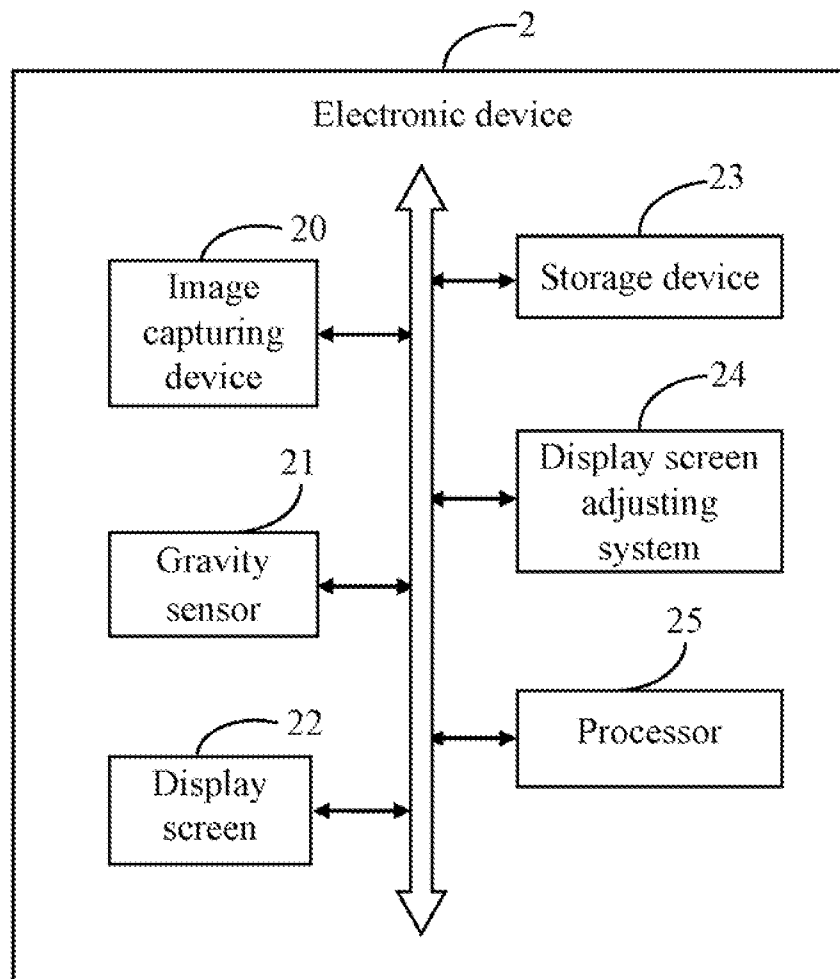 2
Electronic device
20
Image
capturing
device
21
Gravity
sensor
22
Display
screen
23
Storage device
24
Display screen
adjusting
system
25
Processor